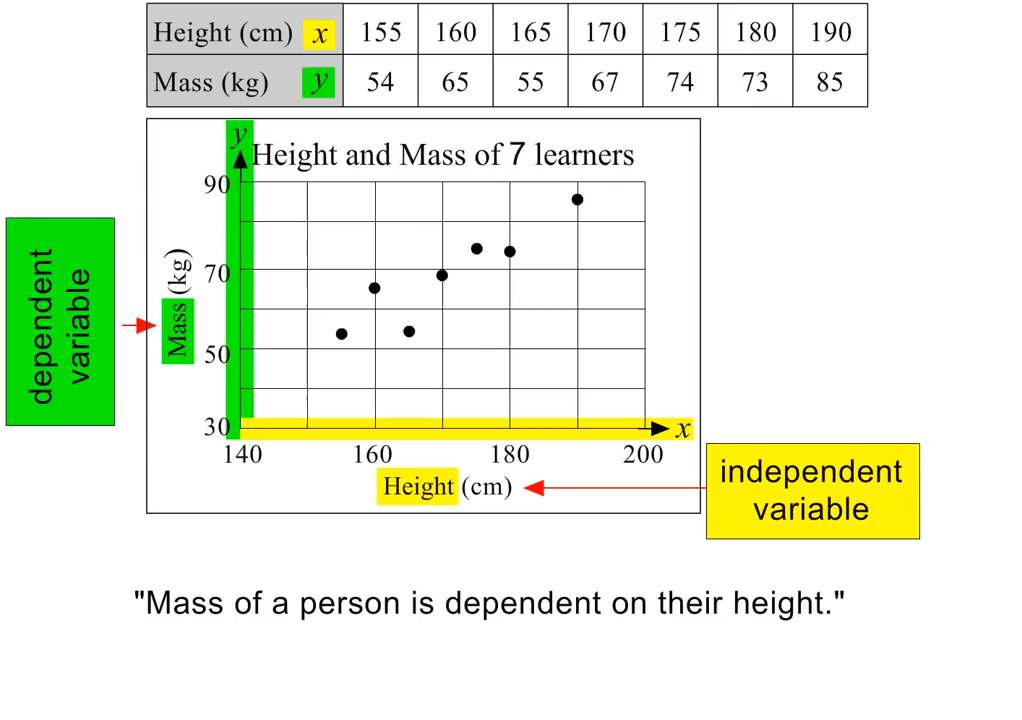 Height (cm) x 155 160 165 170 175 180 190
Mass (kg) y 54 65 55 67 74 73 85
y
Height and Mass of 7 learners
90
70
50
30
Mass (kg)
dependent
variable
140 160 180 200
x
Height (cm)
independent
variable
"Mass of a person is dependent on their height."